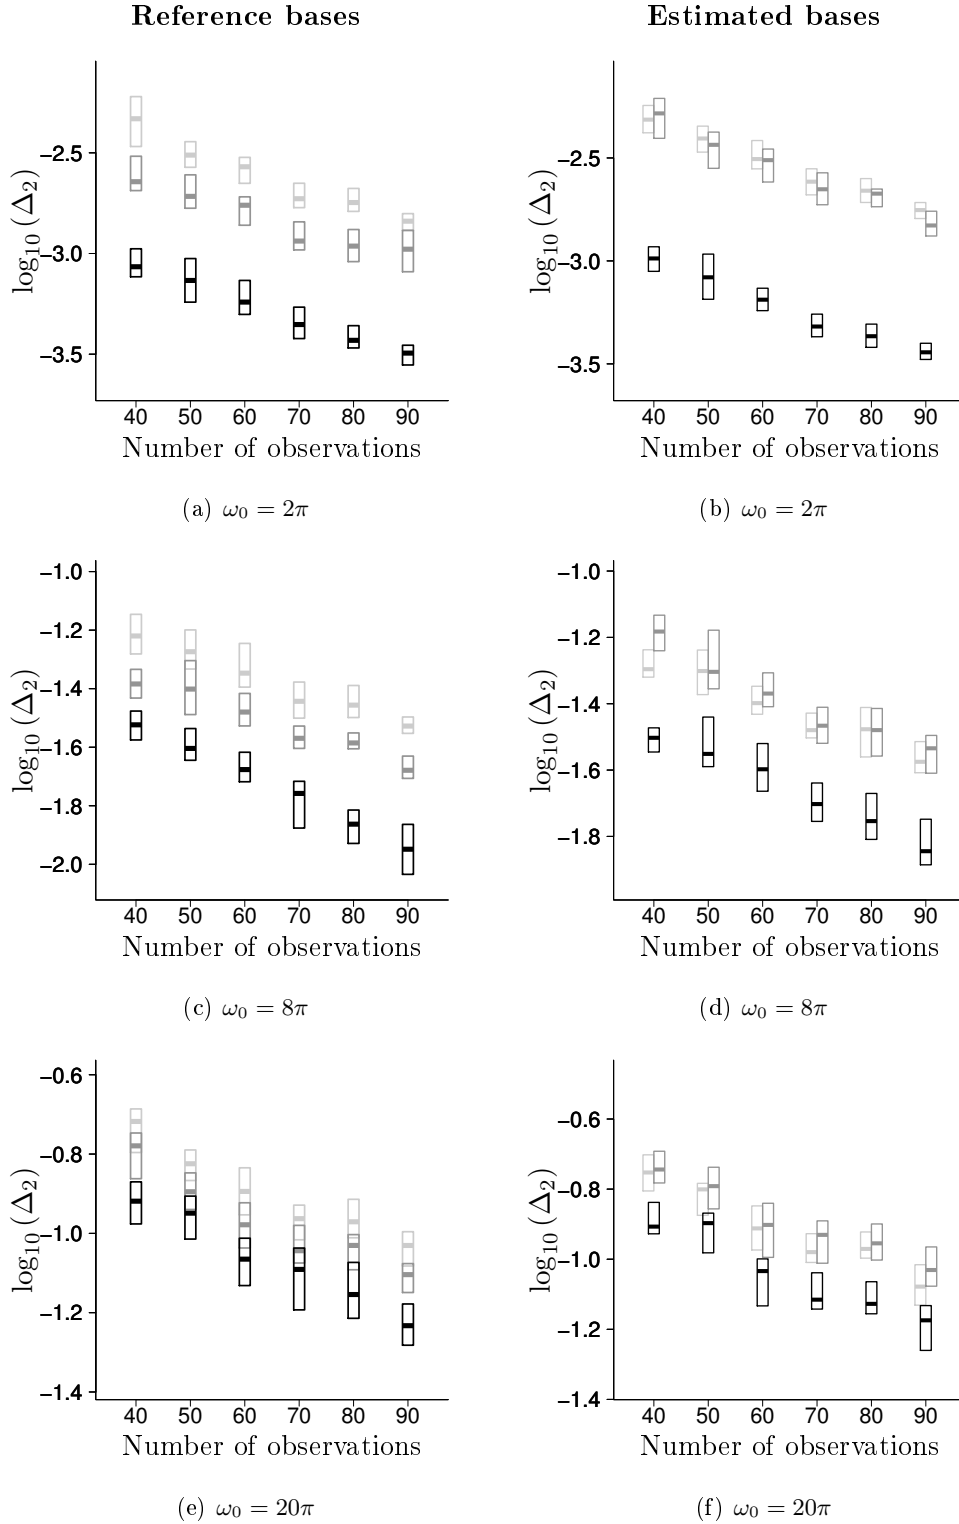 Reference bases
Estimated bases
log10(Δ2)
−2.5
−3.0
−3.5
40 50 60 70 80 90
Number of observations
(a) ω0 = 2π
log10(Δ2)
−2.5
−3.0
−3.5
40 50 60 70 80 90
Number of observations
(b) ω0 = 2π
log10(Δ2)
−1.0
−1.2
−1.4
−1.6
−1.8
−2.0
40 50 60 70 80 90
Number of observations
(c) ω0 = 8π
log10(Δ2)
−1.0
−1.2
−1.4
−1.6
−1.8
40 50 60 70 80 90
Number of observations
(d) ω0 = 8π
log10(Δ2)
−0.6
−0.8
−1.0
−1.2
−1.4
40 50 60 70 80 90
Number of observations
(e) ω0 = 20π
log10(Δ2)
−0.6
−0.8
−1.0
−1.2
−1.4
40 50 60 70 80 90
Number of observations
(f) ω0 = 20π